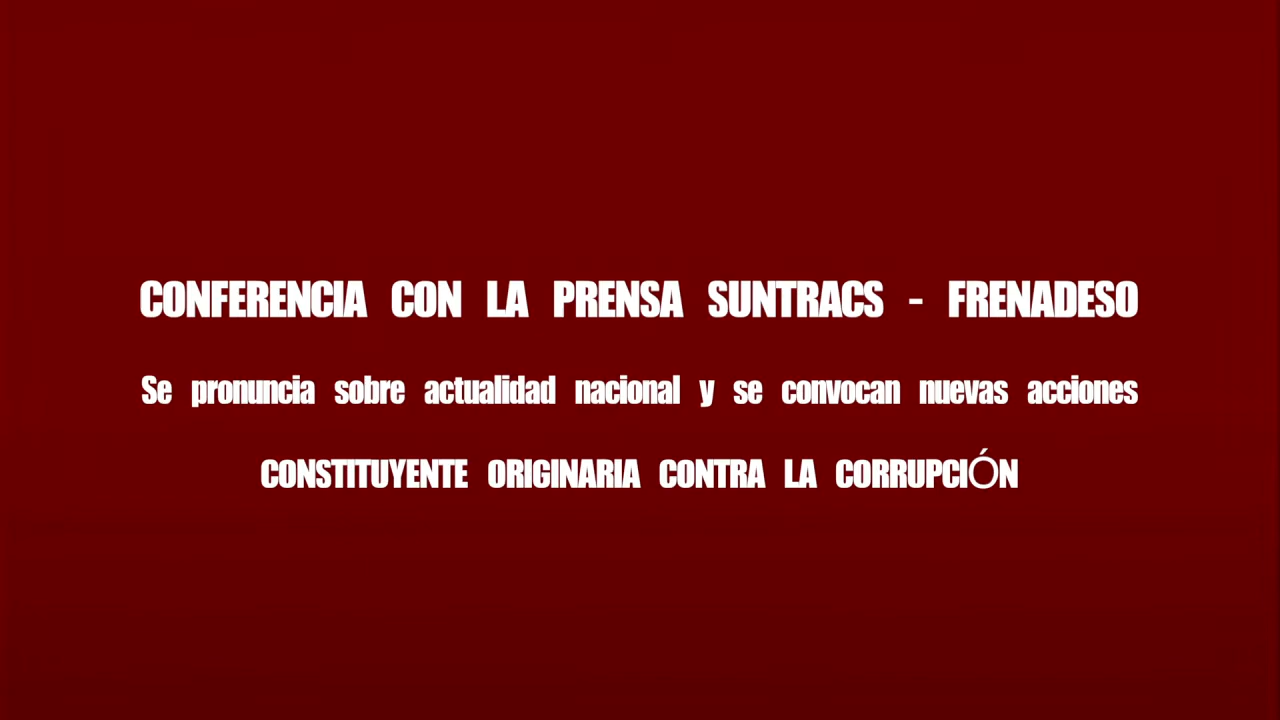 CONFERENCIA CON LA PRENSA SUNTRACS - FRENADESO
Se pronuncia sobre actualidad nacional y se convocan nuevas acciones
CONSTITUYENTE ORIGINARIA CONTRA LA CORRUPCIÓN